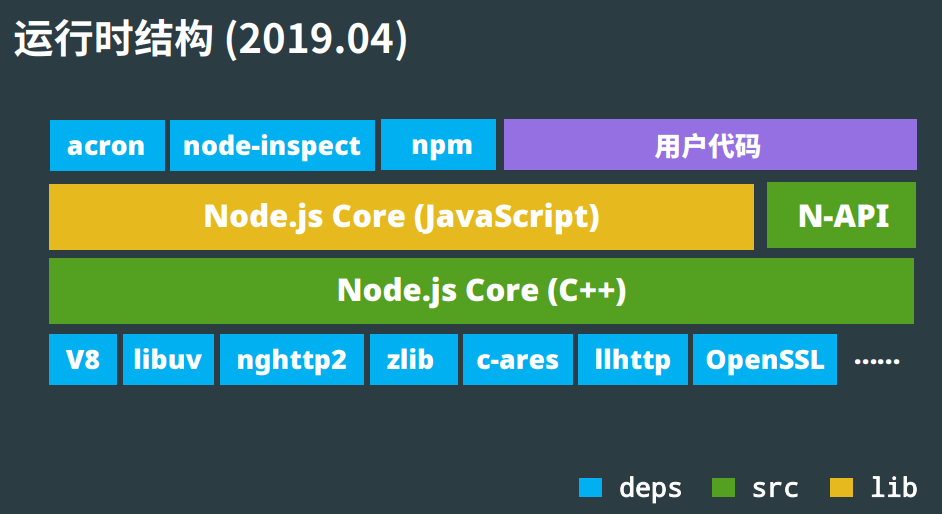 运行时结构 (2019.04)
acron node-inspect npm 用户代码
Node.js Core (JavaScript) N-API
Node.js Core (C++)
V8 libuv nghttp2 zlib c-ares llhttp OpenSSL ……
deps src lib